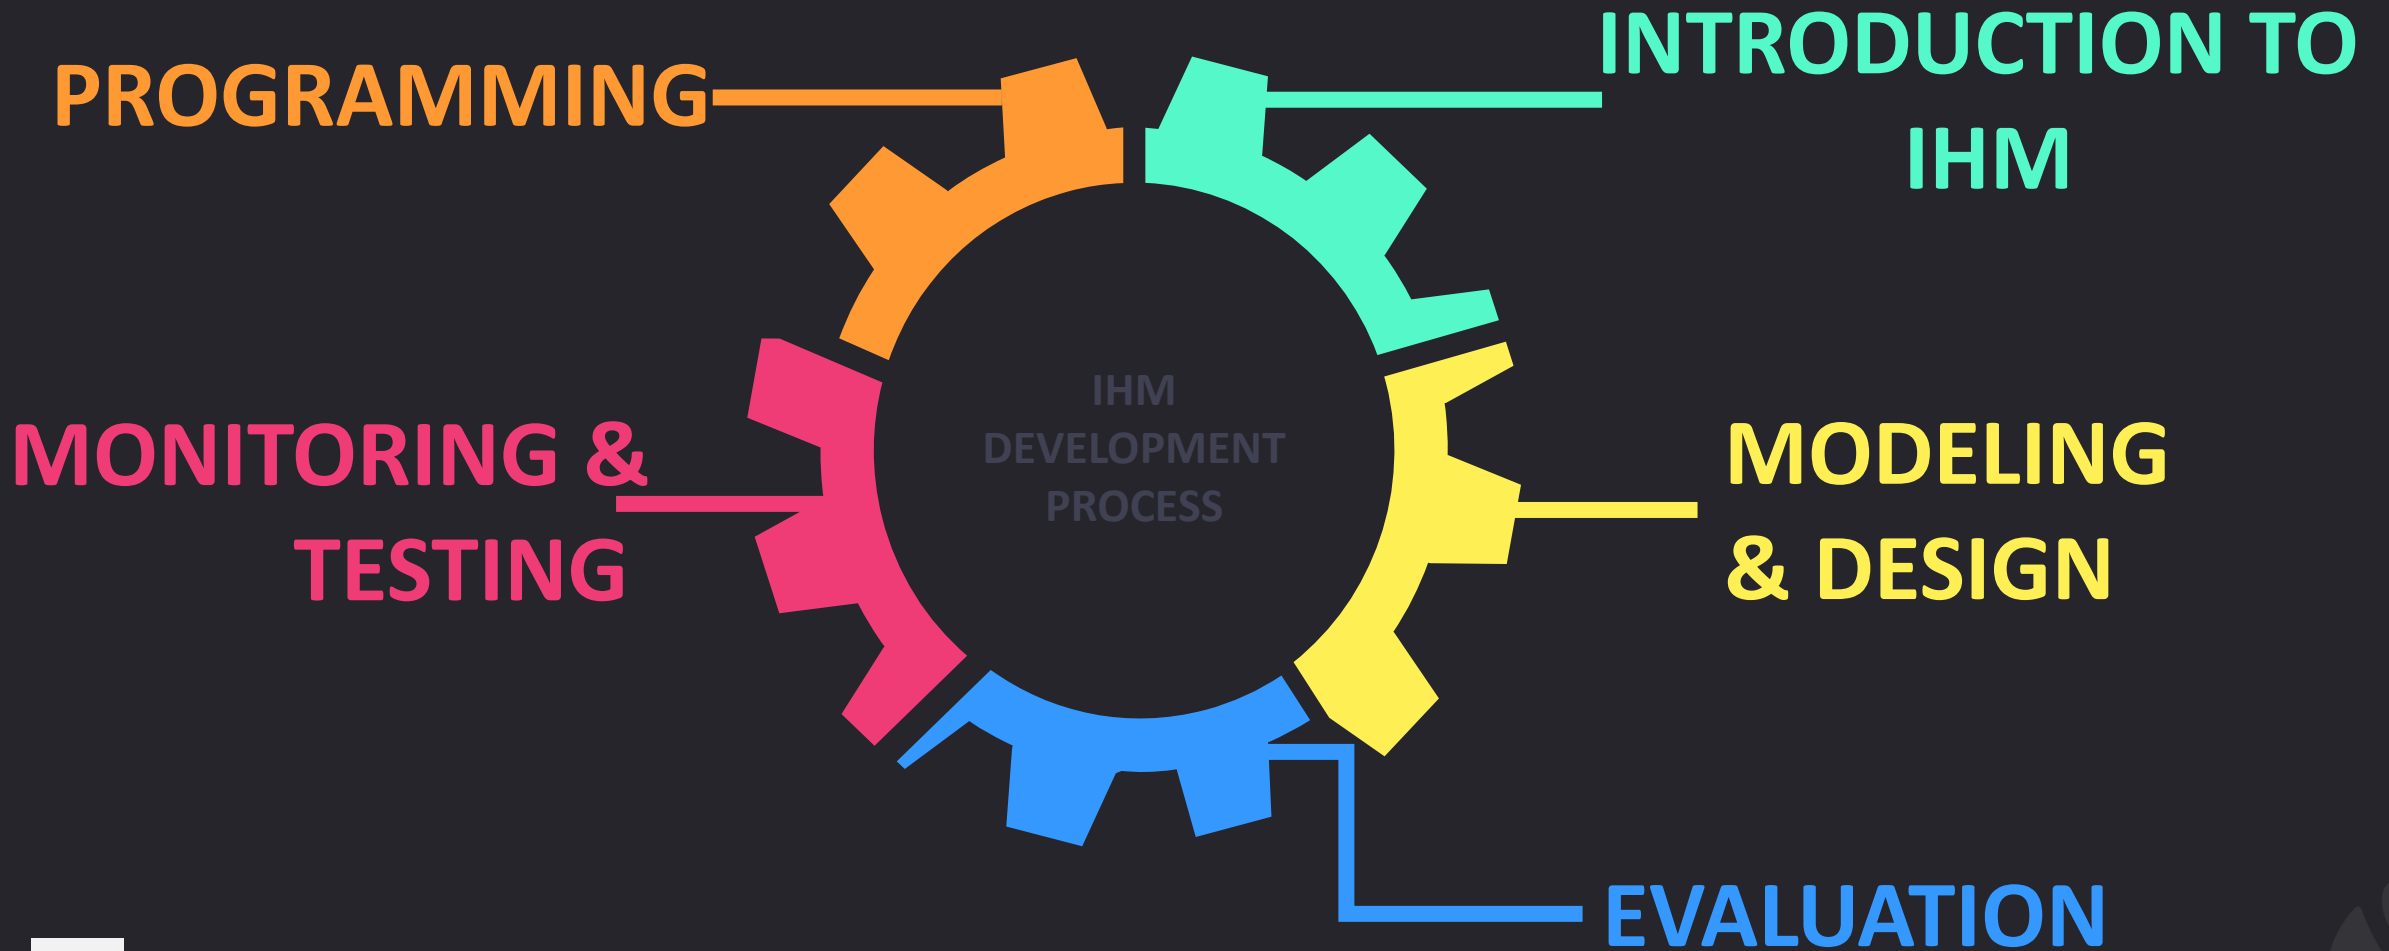 PROGRAMMING
INTRODUCTION TO
IHM
IHM
DEVELOPMENT
PROCESS
MONITORING &
TESTING
MODELING
& DESIGN
EVALUATION